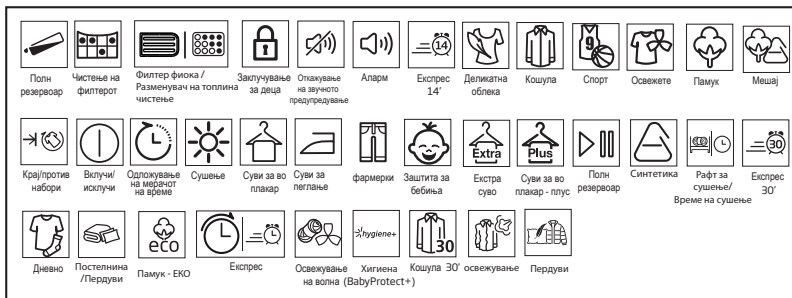 14
9
Полн резервоар
Чистење на филтерот
Филтер фиока / Разменувач на топлина чистење
Заклучување за деца
Откажување на звучното предупредување
Аларм
Експрес 14’
Деликатна облека
Кошула
Спорт
Освежете
Памук
Мешај
Extra
Plus
30
Крај/против набори
Вклучи/ исклучи
Одложување на мерачот на време
Сушење
Суви за во плакар
Суви за пеглање
фармерки
Заштита за бебиња
Екстра суво
Суви за во плакар - плус
Полн резервоар
Синтетика
Рафт за сушење/ Време на сушење
Експрес 30’
eco
hygiene+
30
Дневно
Постелнина /Пердуви
Памук - ЕКО
Експрес
Освежување на волна
Хигиена (BabyProtect+)
Кошула 30’
освежување
Пердуви